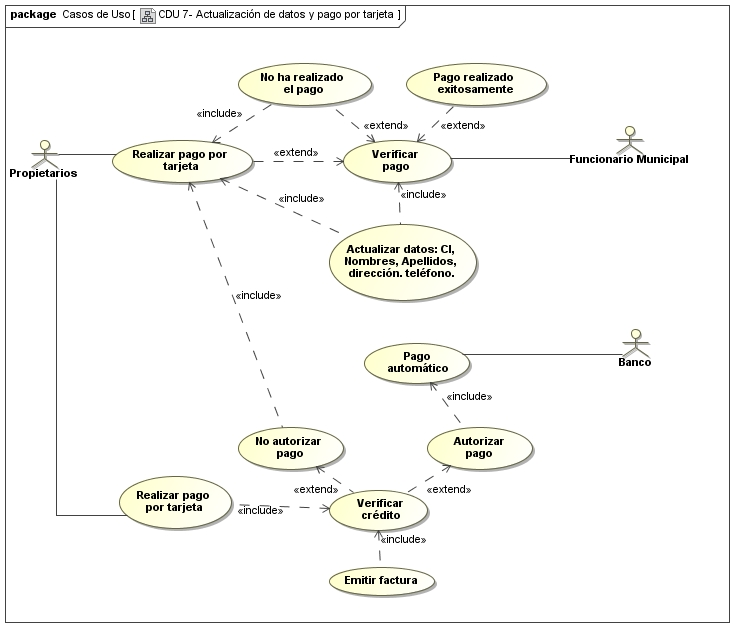 package Casos de Uso [ CDU 7- Actualización de datos y pago por tarjeta ]
No ha realizado
el pago
Pago realizado
exitosamente
«include»
«extend»
«extend»
Propietarios
Realizar pago por
tarjeta
«extend»
Verificar
pago
Funcionario Municipal
«include»
«include»
Actualizar datos: CI,
Nombres, Apellidos,
dirección. teléfono.
«include»
Pago
automático
Banco
«include»
No autorizar
pago
Autorizar
pago
«extend»
«extend»
Realizar pago
por tarjeta
«include»
Verificar
crédito
«include»
Emitir factura